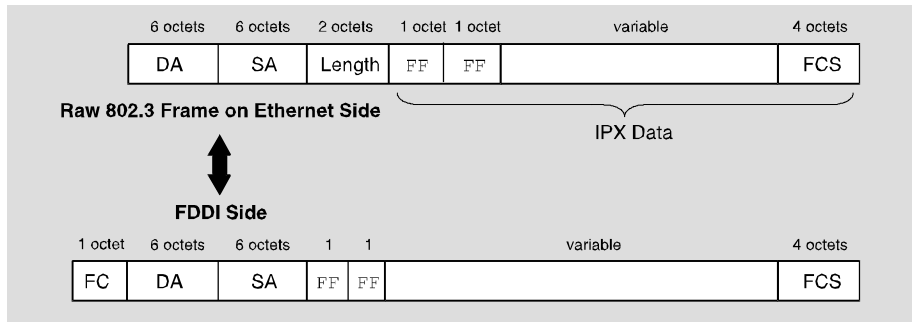 6 octets 6 octets 2 octets 1 octet 1 octet variable 4 octets
DA SA Length FF FF FCS
Raw 802.3 Frame on Ethernet Side
IPX Data
FDDI Side
1 octet 6 octets 6 octets 1 1 variable 4 octets
FC DA SA FF FF FCS